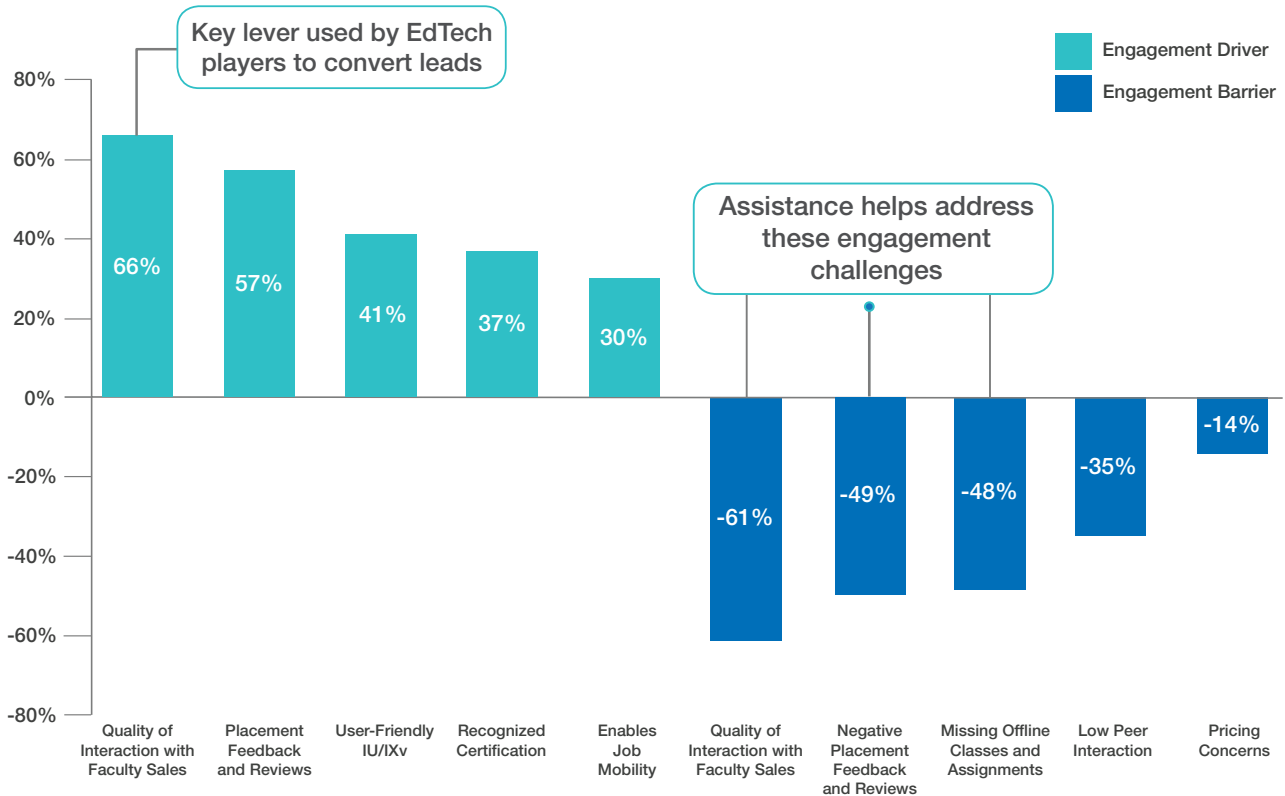 Key lever used by EdTech
players to convert leads
Engagement Driver
Engagement Barrier
80%
60%
40%
20%
0%
-20%
-40%
-60%
-80%
Assistance helps address
these engagement
challenges
66%
57%
41%
37%
30%
-61%
-49%
-48%
-35%
-14%
Quality of
Interaction with
Faculty Sales
Placement
Feedback
and Reviews
User-Friendly
IU/IXv
Recognized
Certification
Enables
Job
Mobility
Quality of
Interaction with
Faculty Sales
Negative
Placement
Feedback
and Reviews
Missing Offline
Classes and
Assignments
Low Peer
Interaction
Pricing
Concerns